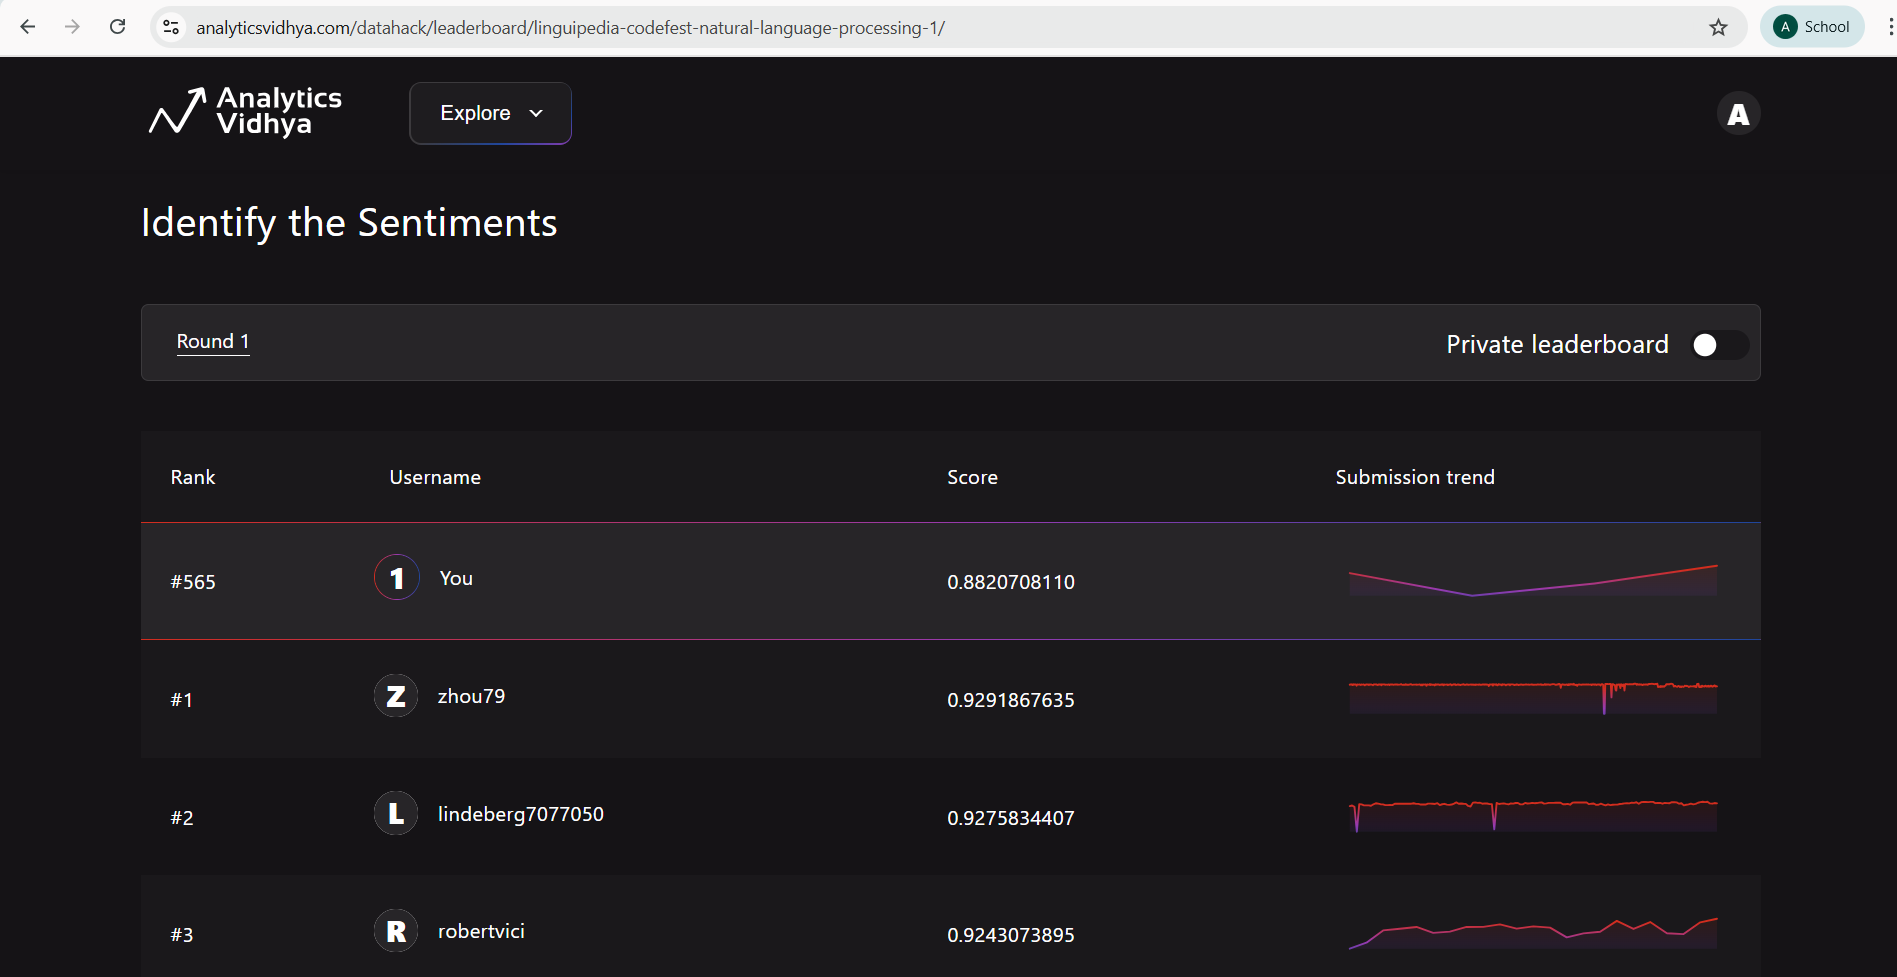 analyticsvidhya.com/datahack/leaderboard/linguipedia-codefest-natural-language-processing-1/
A School
Analytics
Vidhya
Explore
A
Identify the Sentiments
Round 1
Private leaderboard
Rank Username Score Submission trend
#565 1 You 0.8820708110
#1 Z zhou79 0.9291867635
#2 L lindeberg7077050 0.9275834407
#3 R robertvici 0.9243073895